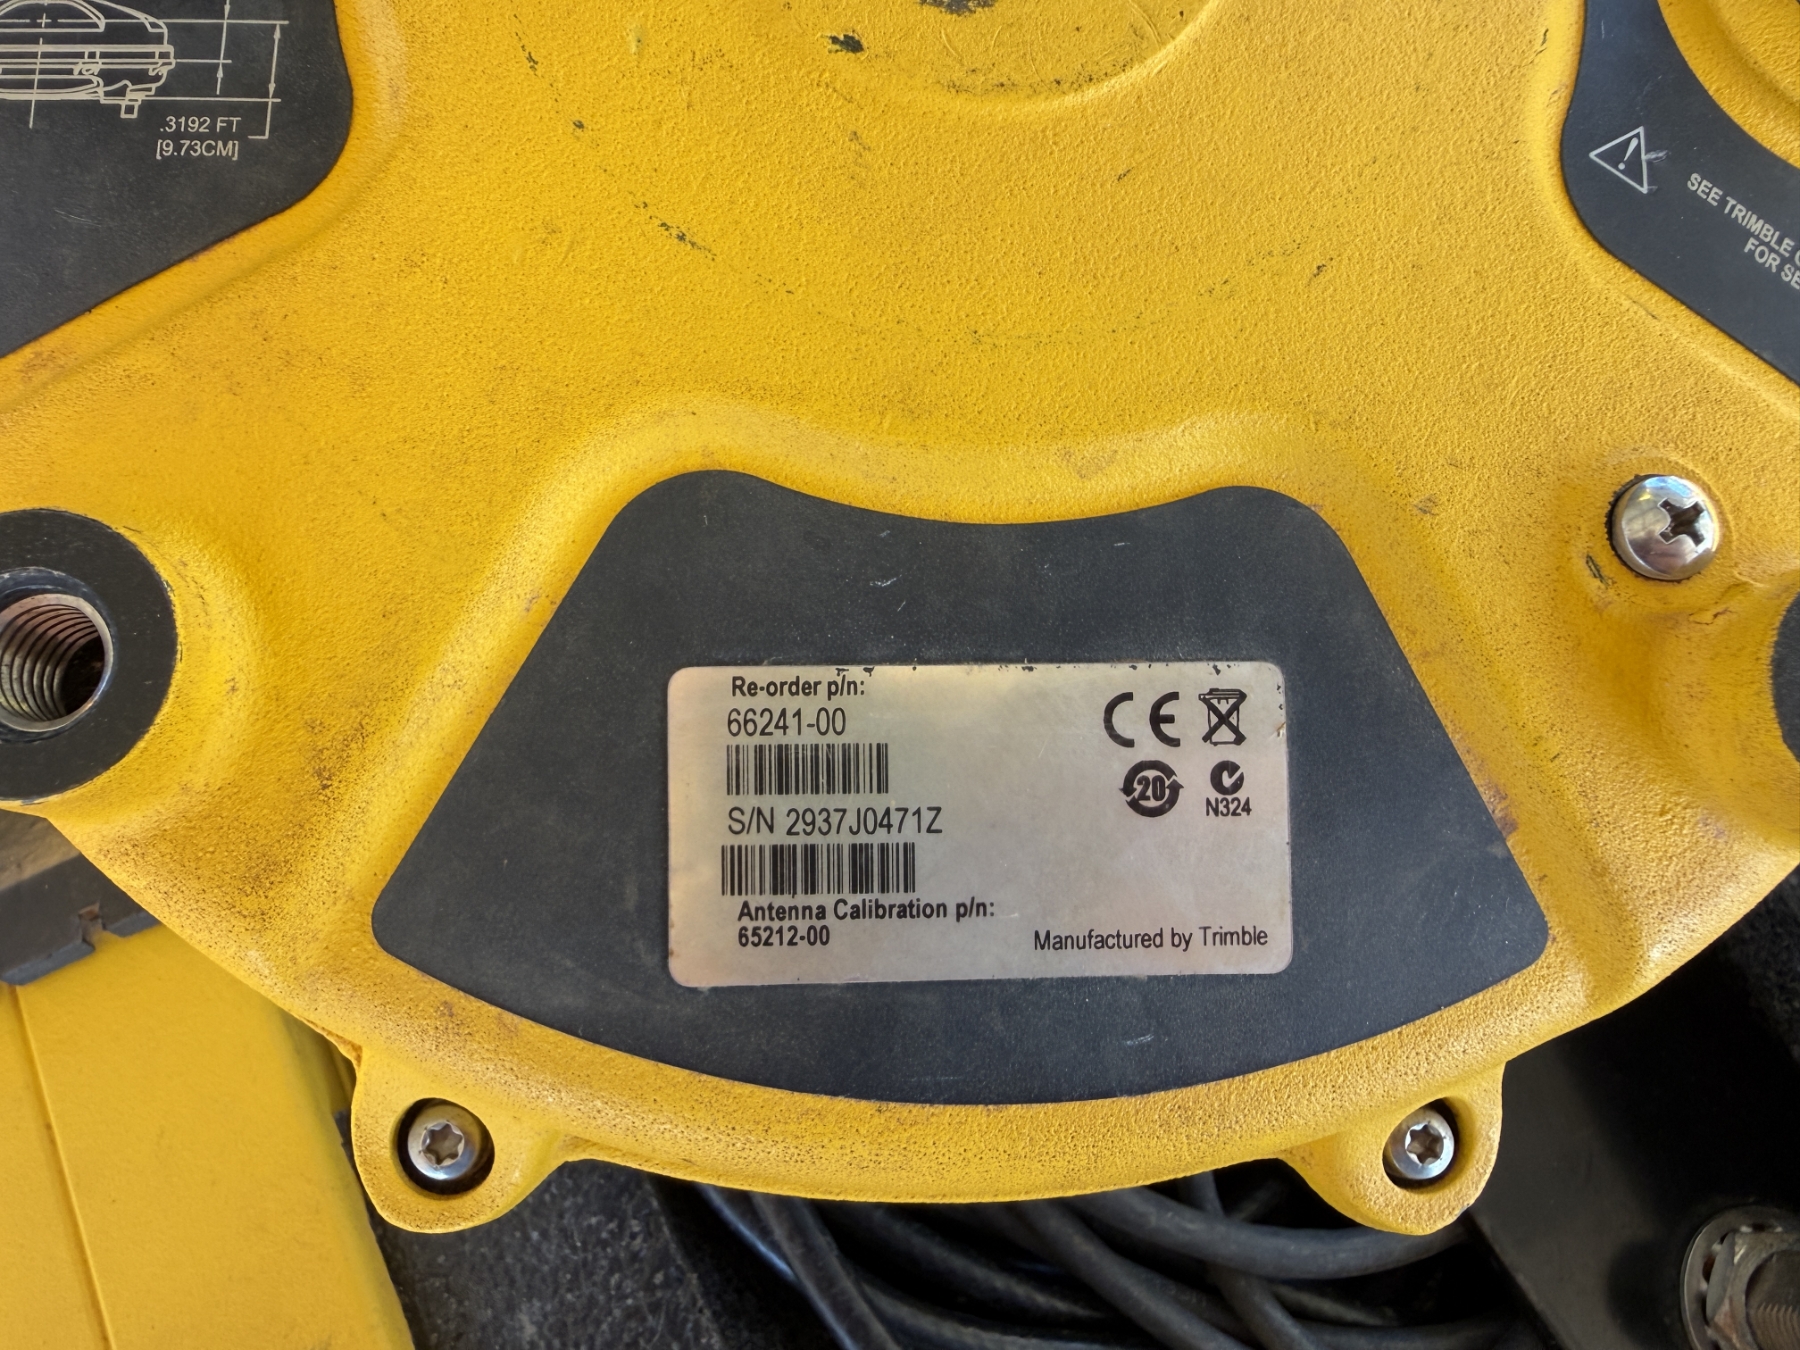 .3192 FT
[9.73CM]
SEE TRIMBLE
FOR
Re-order p/n:
66241-00
S/N 2937J0471Z
Antenna Calibration p/n:
65212-00
CE
20
N324
Manufactured by Trimble